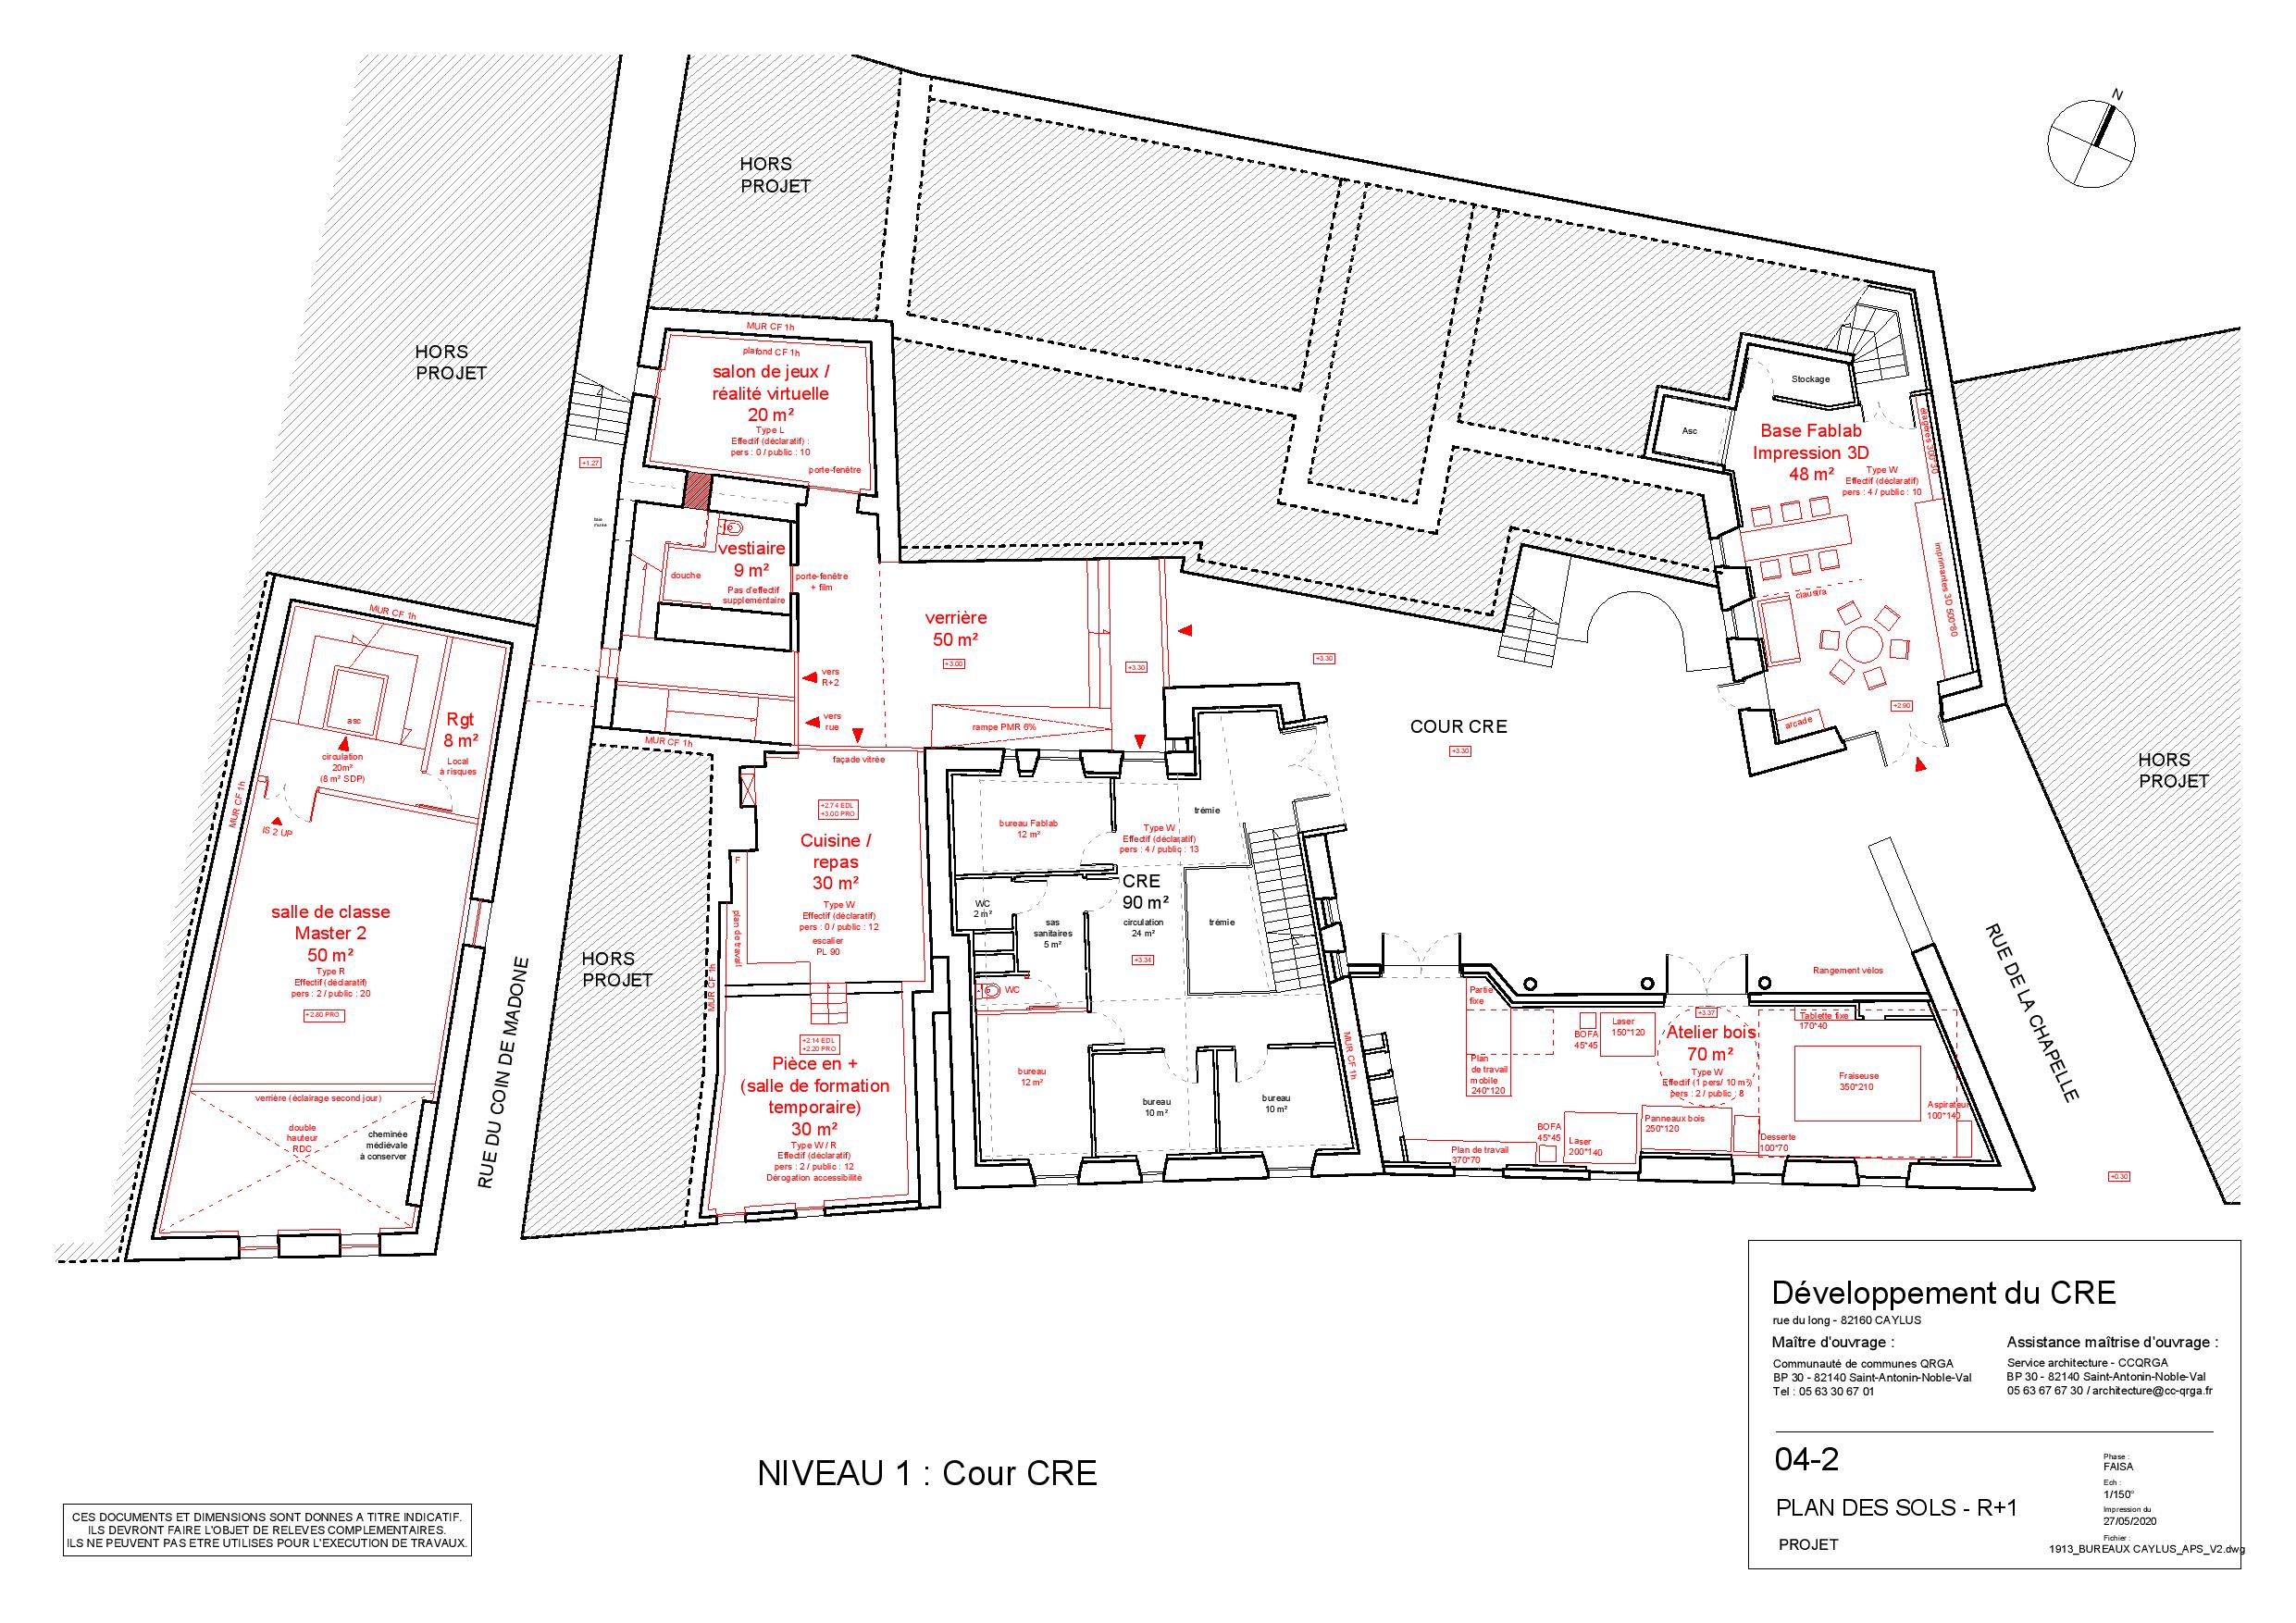 N
HORS
PROJET
HORS
PROJET
MUR CF 1h
plafond CF 1h
salon de jeux /
réalité virtuelle
20 m²
Type L
Effectif (déclaratif) :
pers : 0 / public : 10
porte-fenêtre
+1.27
Stockage
Asc
Base Fablab
Impression 3D
48 m²
Type W
Effectif (déclaratif)
pers : 4 / public : 10
étagères 300*30
imprimantes 3D 500*80
claustra
arcade
+2.90
vestiaire
9 m²
Pas d'effectif
supplémentaire
douche
porte-fenêtre
+ film
verrière
50 m²
+3.00
+3.30
+3.30
vers
R+2
vers
rue
rampe PMR 6%
MUR CF 1h
façade vitrée
COUR CRE
+3.30
HORS
PROJET
MUR CF 1h
asc
Rgt
8 m²
Local
à risques
circulation
20m²
(8 m² SDP)
MUR CF 1h
IS 2 UP
salle de classe
Master 2
50 m²
Type R
Effectif (déclaratif)
pers : 2 / public : 20
+2.80 PRO
verrière (éclairage second jour)
double
hauteur
RDC
cheminée
médiévale
à conserver
RUE DU COIN DE MADONE
HORS
PROJET
+2.74 EDL
+3.00 PRO
Cuisine /
repas
30 m²
Type W
Effectif (déclaratif)
pers : 0 / public : 12
escalier
PL 90
F
plan de travail
MUR CF 1h
+2.14 EDL
+2.20 PRO
Pièce en +
(salle de formation
temporaire)
30 m²
Type W / R
Effectif (déclaratif)
pers : 2 / public : 12
Dérogation accessibilité
bureau Fablab
12 m²
Type W
Effectif (déclaratif)
pers : 4 / public : 13
trémie
CRE
90 m²
circulation
24 m²
+3.34
trémie
WC
2 m²
sas
sanitaires
5 m²
WC
bureau
12 m²
bureau
10 m²
bureau
10 m²
MUR CF 1h
Partie
fixe
Plan
de travail
mobile
240*120
BOFA
45*45
Laser
150*120
+3.37
Atelier bois
70 m²
Type W
Effectif (1 pers/ 10 m²)
pers : 2 / public : 8
Rangement vélos
Tablette fixe
170*40
Fraiseuse
350*210
Aspirateur
100*140
Plan de travail
370*70
BOFA
45*45
Laser
200*140
Panneaux bois
250*120
Desserte
100*70
RUE DE LA CHAPELLE
+0.30
Développement du CRE
rue du long - 82160 CAYLUS
Maître d'ouvrage :
Communauté de communes QRGA
BP 30 - 82140 Saint-Antonin-Noble-Val
Tel : 05 63 30 67 01
Assistance maîtrise d'ouvrage :
Service architecture - CCQRGA
BP 30 - 82140 Saint-Antonin-Noble-Val
05 63 67 67 30 / architecture@cc-qrga.fr
04-2
PLAN DES SOLS - R+1
PROJET
Phase :
FAISA
Ech :
1/150°
Impression du
27/05/2020
Fichier :
1913_BUREAUX CAYLUS_APS_V2.dwg
NIVEAU 1 : Cour CRE
CES DOCUMENTS ET DIMENSIONS SONT DONNES A TITRE INDICATIF.
ILS DEVRONT FAIRE L'OBJET DE RELEVES COMPLEMENTAIRES.
ILS NE PEUVENT PAS ETRE UTILISES POUR L'EXECUTION DE TRAVAUX.